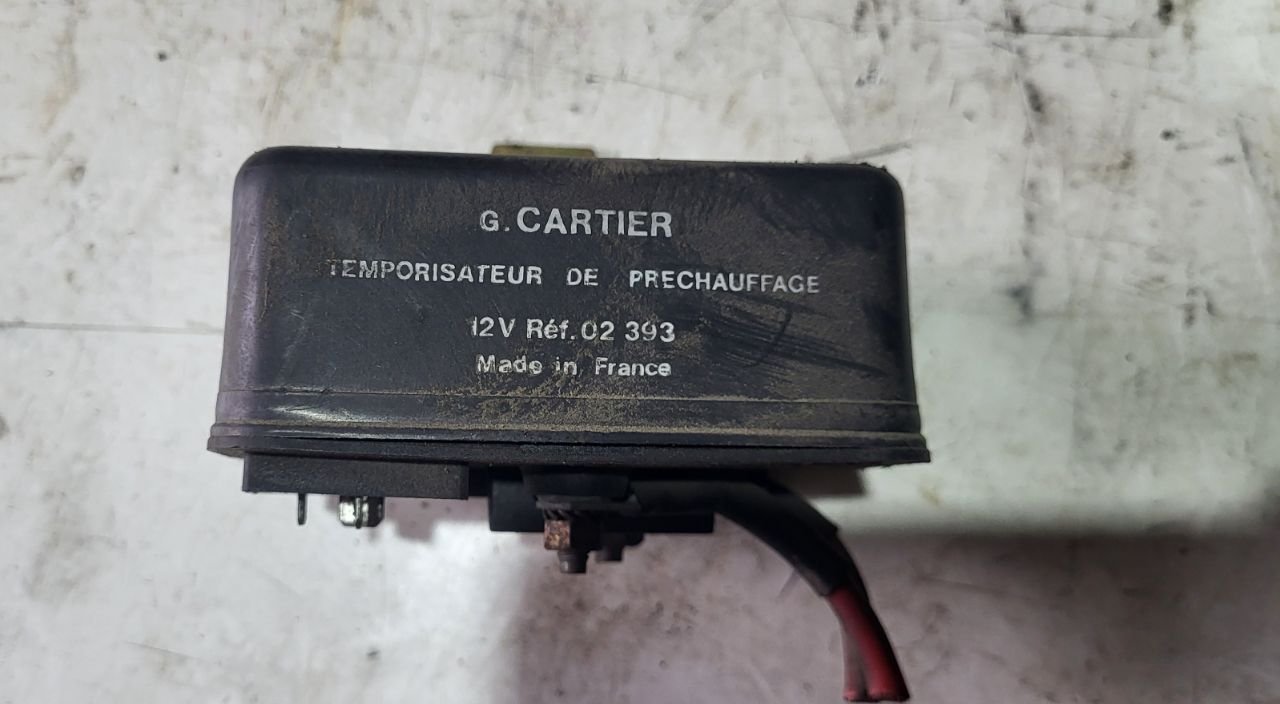 G. CARTIER
TEMPORISATEUR DE PRECHAUFFAGE
12V Réf. 02 393
Made in France